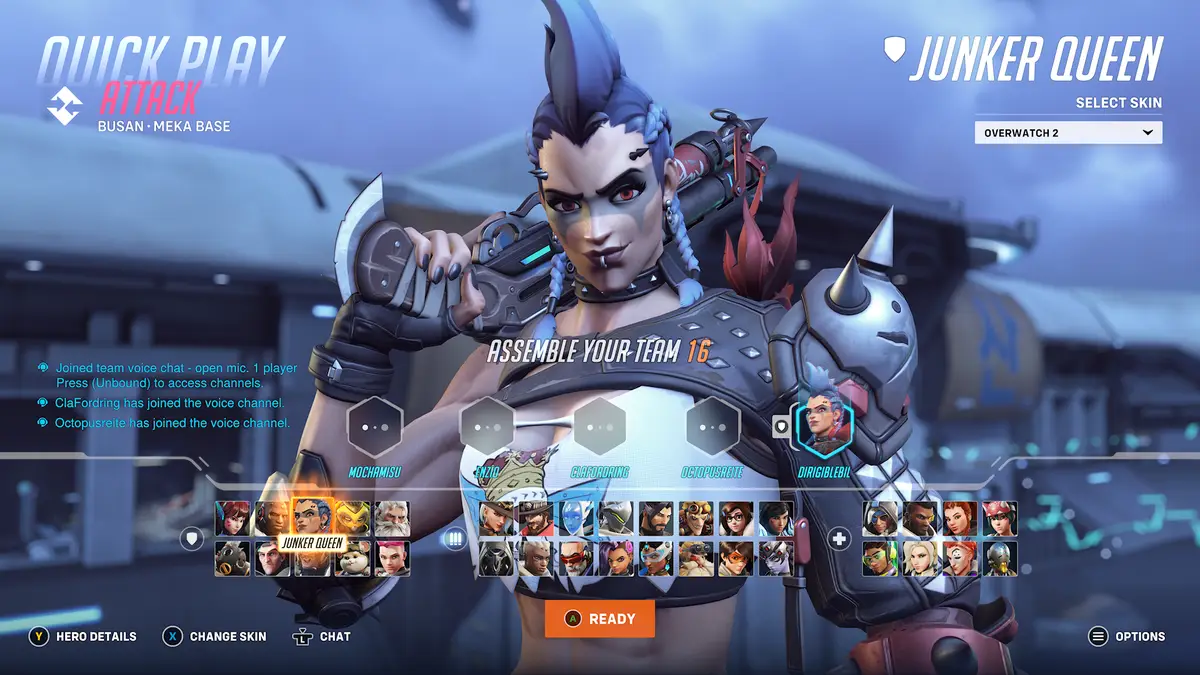 QUICK PLAY
ATTACK
BUSAN · MEKA BASE
JUNKER QUEEN
SELECT SKIN
OVERWATCH 2
ASSEMBLE YOUR TEAM 16
Joined team voice chat - open mic. 1 player
Press (Unbound) to access channels.
ClaFordring has joined the voice channel.
Octopusreite has joined the voice channel.
MOCHAMISU
ENZIO
CLAFORDRING
OCTOPUSREITE
DIRIGIBLEBIL
JUNKER QUEEN
A READY
Y HERO DETAILS
X CHANGE SKIN
L CHAT
OPTIONS